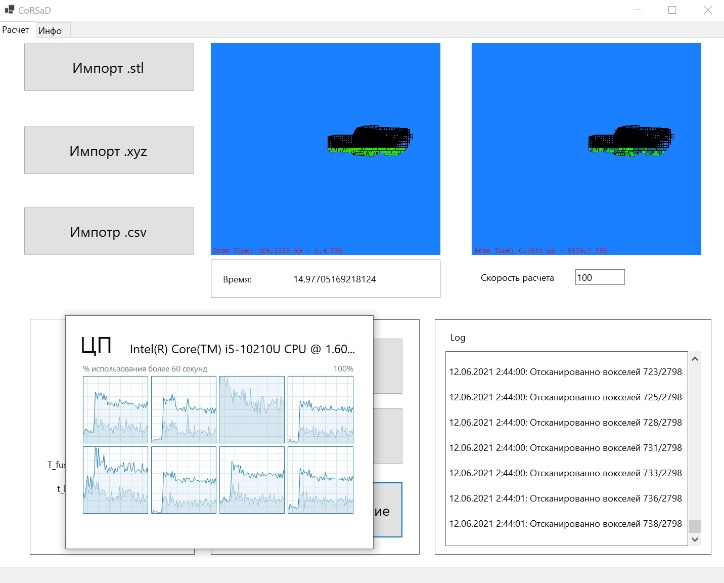 CoRSaD
Расчет Инфо
Импорт .stl
Импорт .xyz
Импотр .csv
Draw Time:
Draw Time:
Время: 14,97705169218124
Скорость расчета 100
ЦП Intel(R) Core(TM) i5-10210U CPU @ 1.60...
% использования более 60 секунд 100%
T_fus
ие
Log
12.06.2021 2:44:00: Отсканированно вокселей 723/2798
12.06.2021 2:44:00: Отсканированно вокселей 725/2798
12.06.2021 2:44:00: Отсканированно вокселей 728/2798
12.06.2021 2:44:00: Отсканированно вокселей 731/2798
12.06.2021 2:44:00: Отсканированно вокселей 733/2798
12.06.2021 2:44:01: Отсканированно вокселей 736/2798
12.06.2021 2:44:01: Отсканированно вокселей 738/2798